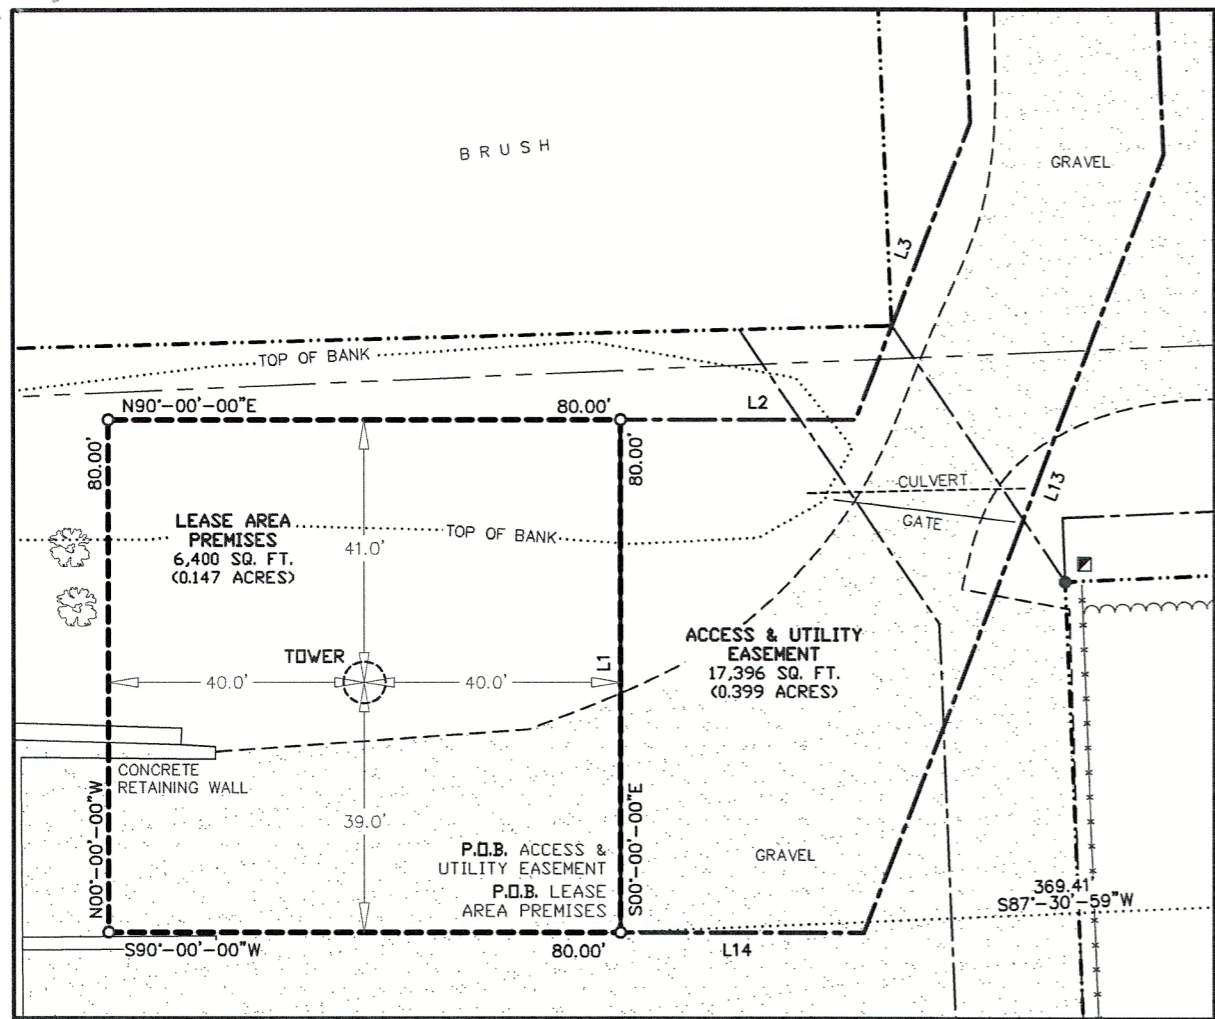 BRUSH
GRAVEL
L3
TOP OF BANK
N90°-00'-00"E
80.00'
L2
80.00'
80.00'
L13
CULVERT
GATE
LEASE AREA
PREMISES
6,400 SQ. FT.
(0.147 ACRES)
TOP OF BANK
41.0'
ACCESS & UTILITY
EASEMENT
17,396 SQ. FT.
(0.399 ACRES)
TOWER
L1
40.0'
40.0'
CONCRETE
RETAINING WALL
39.0'
N00°-00'-00"W
S00°-00'-00"E
P.O.B. ACCESS &
UTILITY EASEMENT
P.O.B. LEASE
AREA PREMISES
GRAVEL
369.41'
S87°-30'-59"W
S90°-00'-00"W
80.00'
L14